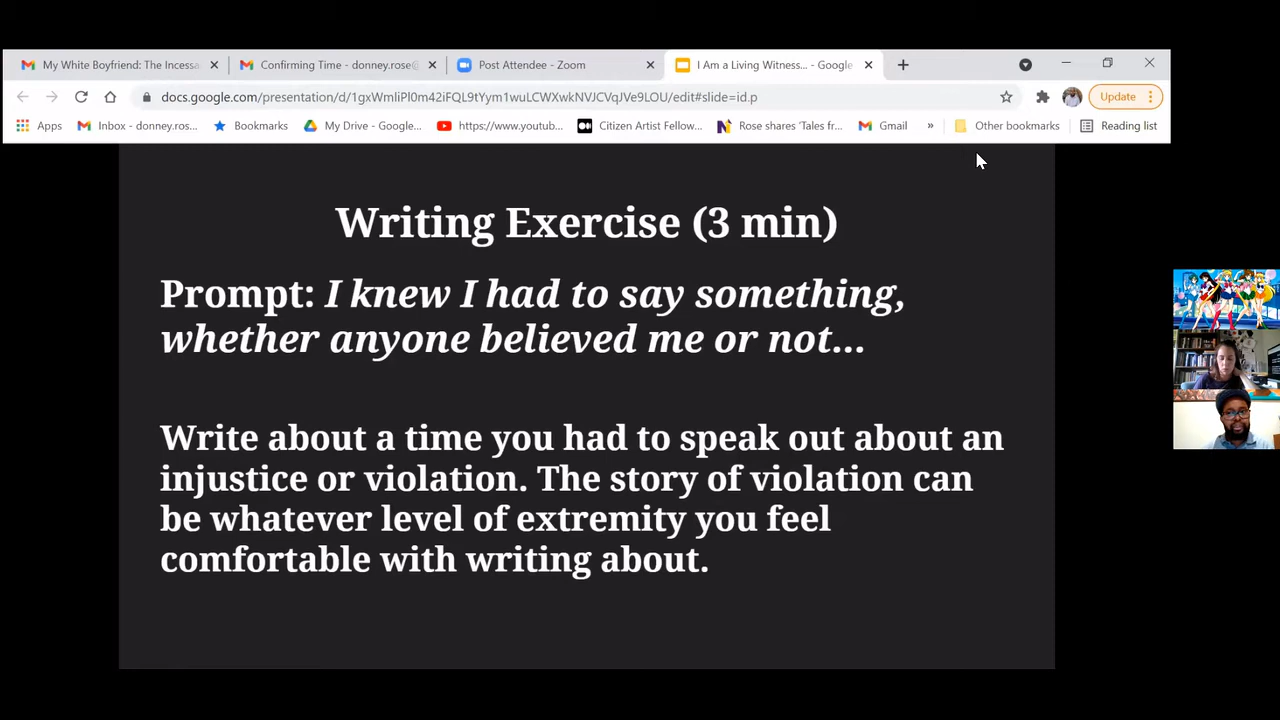 My White Boyfriend: The Incessa
Confirming Time - donney.rose@
Post Attendee - Zoom
I Am a Living Witness... - Google
docs.google.com/presentation/d/1gxWmliPl0m42iFQL9tYym1wuLCWXwkNVJCVqJVe9LOU/edit#slide=id.p
Update
Apps
Inbox - donney.ros...
Bookmarks
My Drive - Google...
https://www.youtub...
Citizen Artist Fellow...
Rose shares 'Tales fr...
Gmail
»
Other bookmarks
Reading list
Writing Exercise (3 min)
Prompt: I knew I had to say something,
whether anyone believed me or not...
Write about a time you had to speak out about an
injustice or violation. The story of violation can
be whatever level of extremity you feel
comfortable with writing about.